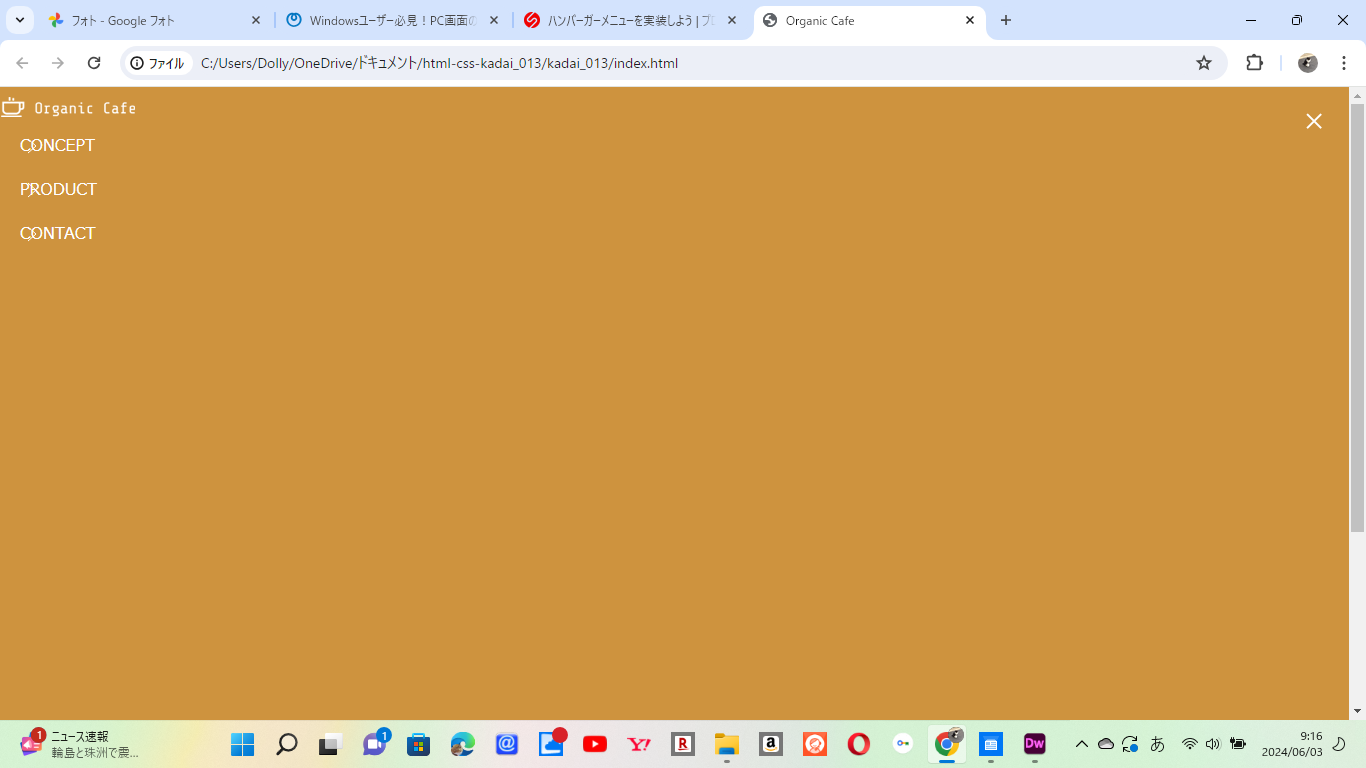 フォト - Google フォト
Windowsユーザー必見！PC画面の
ハンバーガーメニューを実装しよう | プロ
Organic Cafe
ファイル
C:/Users/Dolly/OneDrive/ドキュメント/html-css-kadai_013/kadai_013/index.html
Organic Cafe
CONCEPT
PRODUCT
CONTACT
1
ニュース速報
輪島と珠洲で震...
1
Y!
R
a
Dw
あ
9:16
2024/06/03